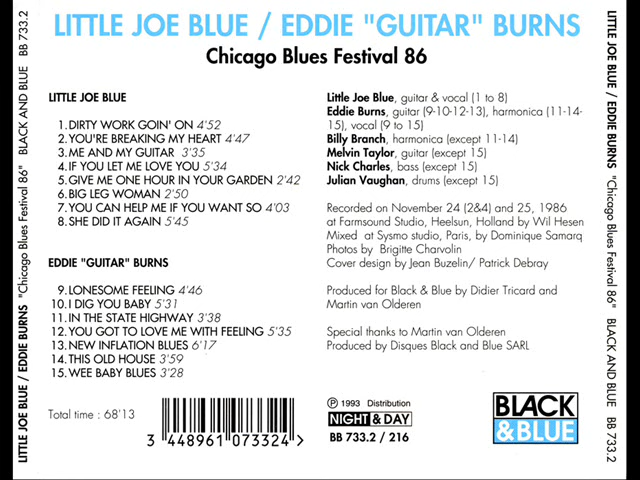 LITTLE JOE BLUE / EDDIE "GUITAR" BURNS
Chicago Blues Festival 86
LITTLE JOE BLUE
1.DIRTY WORK GOIN' ON 4'52
2.YOU'RE BREAKING MY HEART 4'47
3.ME AND MY GUITAR 3'35
4.IF YOU LET ME LOVE YOU 5'34
5.GIVE ME ONE HOUR IN YOUR GARDEN 2'42
6.BIG LEG WOMAN 2'50
7.YOU CAN HELP ME IF YOU WANT SO 4'03
8.SHE DID IT AGAIN 5'45
EDDIE "GUITAR" BURNS
9.LONESOME FEELING 4'46
10.I DIG YOU BABY 5'31
11.IN THE STATE HIGHWAY 3'38
12.YOU GOT TO LOVE ME WITH FEELING 5'35
13.NEW INFLATION BLUES 6'17
14.THIS OLD HOUSE 3'59
15.WEE BABY BLUES 3'28
Total time : 68'13
3 448961 073324
Little Joe Blue, guitar & vocal (1 to 8)
Eddie Burns, guitar (9-10-12-13), harmonica (11-14-
15), vocal (9 to 15)
Billy Branch, harmonica (except 11-14)
Melvin Taylor, guitar (except 15)
Nick Charles, bass (except 15)
Julian Vaughan, drums (except 15)
Recorded on November 24 (2&4) and 25, 1986
at Farmsound Studio, Heelsun, Holland by Wil Hesen
Mixed at Sysmo studio, Paris, by Dominique Samarq
Photos by Brigitte Charvolin
Cover design by Jean Buzelin/ Patrick Debray
Produced for Black & Blue by Didier Tricard and
Martin van Olderen
Special thanks to Martin van Olderen
Produced by Disques Black and Blue SARL
℗ 1993 Distribution
NIGHT & DAY
BB 733.2 / 216
BLACK
&BLUE
LITTLE JOE BLUE / EDDIE BURNS "Chicago Blues Festival 86" BLACK AND BLUE BB 733.2
LITTLE JOE BLUE / EDDIE BURNS "Chicago Blues Festival 86" BLACK AND BLUE BB 733.2